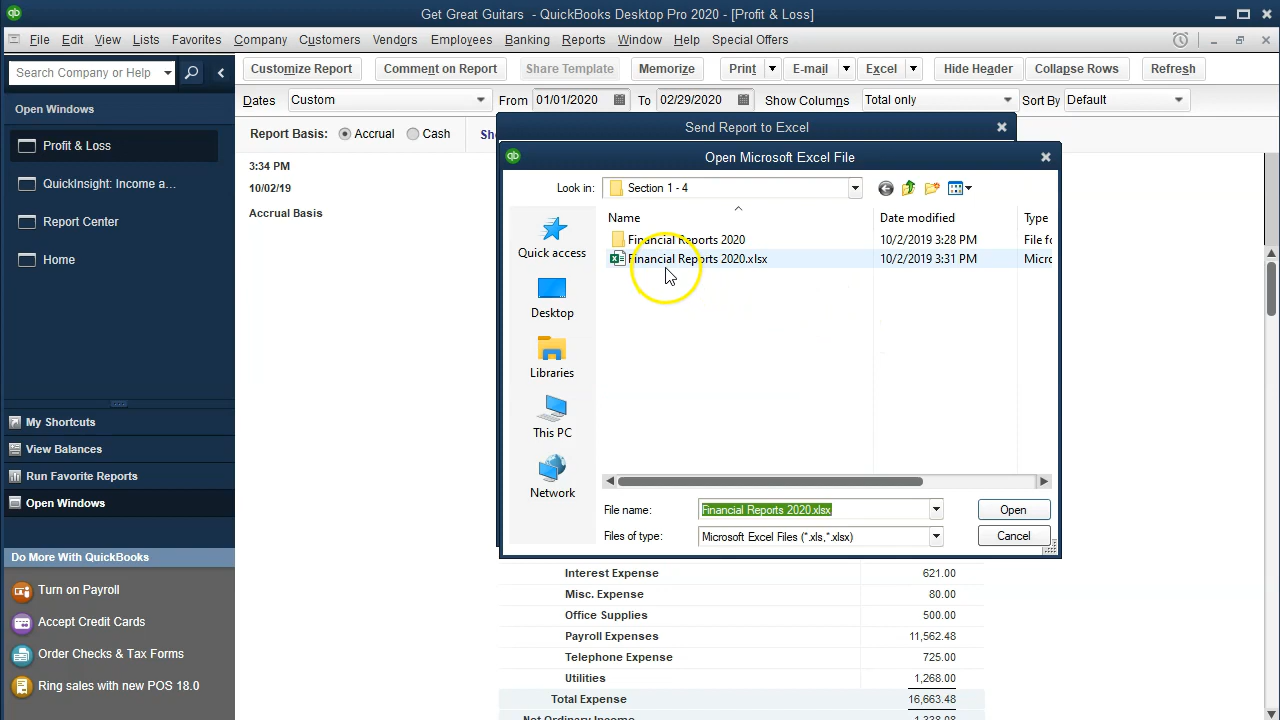 Get Great Guitars - QuickBooks Desktop Pro 2020 - [Profit & Loss]
File Edit View Lists Favorites Company Customers Vendors Employees Banking Reports Window Help Special Offers
Search Company or Help
Customize Report Comment on Report Share Template Memorize Print E-mail Excel Hide Header Collapse Rows Refresh
Open Windows
Dates Custom From 01/01/2020 To 02/29/2020 Show Columns Total only Sort By Default
Report Basis: Accrual Cash
Send Report to Excel
Profit & Loss
QuickInsight: Income a...
Report Center
Home
3:34 PM
10/02/19
Accrual Basis
Open Microsoft Excel File
Look in: Section 1 - 4
Name Date modified Type
Financial Reports 2020 10/2/2019 3:28 PM
Financial Reports 2020.xlsx 10/2/2019 3:31 PM
Quick access
Desktop
Libraries
This PC
Network
File name: Financial Reports 2020.xlsx Open
Files of type: Microsoft Excel Files (*.xls,*.xlsx) Cancel
My Shortcuts
View Balances
Run Favorite Reports
Open Windows
Do More With QuickBooks
Turn on Payroll
Accept Credit Cards
Order Checks & Tax Forms
Ring sales with new POS 18.0
Interest Expense 621.00
Misc. Expense 80.00
Office Supplies 500.00
Payroll Expenses 11,562.48
Telephone Expense 725.00
Utilities 1,268.00
Total Expense 16,663.48
Net Ordinary Income 1,338.98